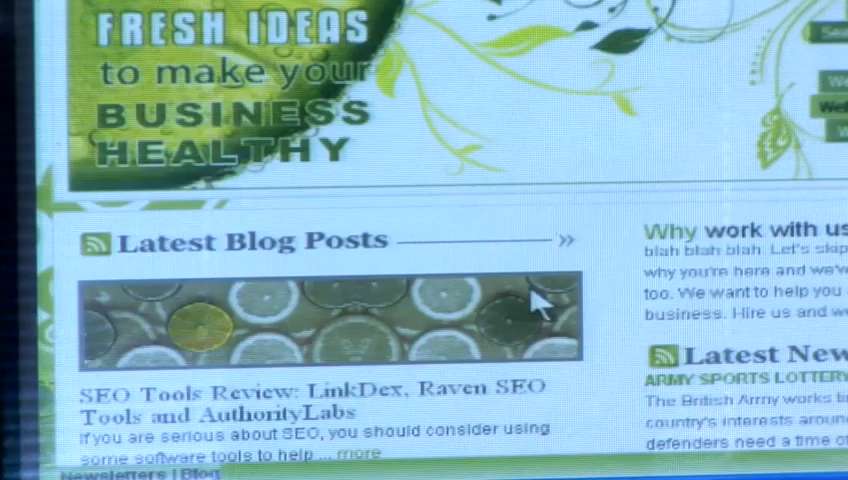 FRESH IDEAS
to make your
BUSINESS
HEALTHY
Latest Blog Posts
SEO Tools Review: LinkDex, Raven SEO
Tools and AuthorityLabs
If you are serious about SEO, you should consider using
some software tools to help ... more
Newsletters | Blog
Why work with us
blah blah blah. Let's skip
why you're here and we've
too. We want to help you
business. Hire us and we
Latest New
ARMY SPORTS LOTTERY
The British Army works
country's interests around
defenders need a time of